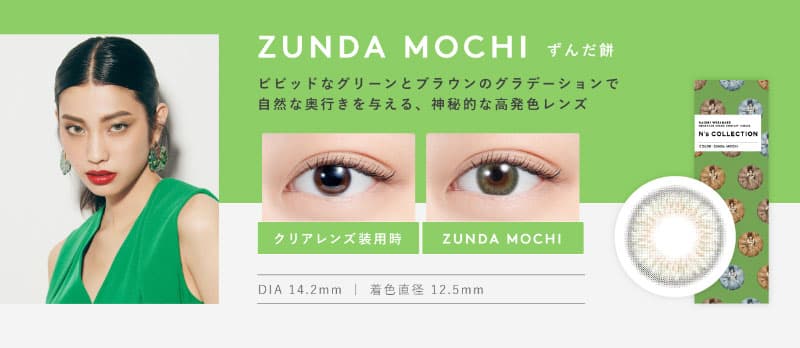 ZUNDA MOCHI ずんだ餅
ビビッドなグリーンとブラウンのグラデーションで
自然な奥行きを与える、神秘的な高発色レンズ
クリアレンズ装用時
ZUNDA MOCHI
DIA 14.2mm ｜ 着色直径 12.5mm
N's COLLECTION
COLOR : ZUNDA MOCHI